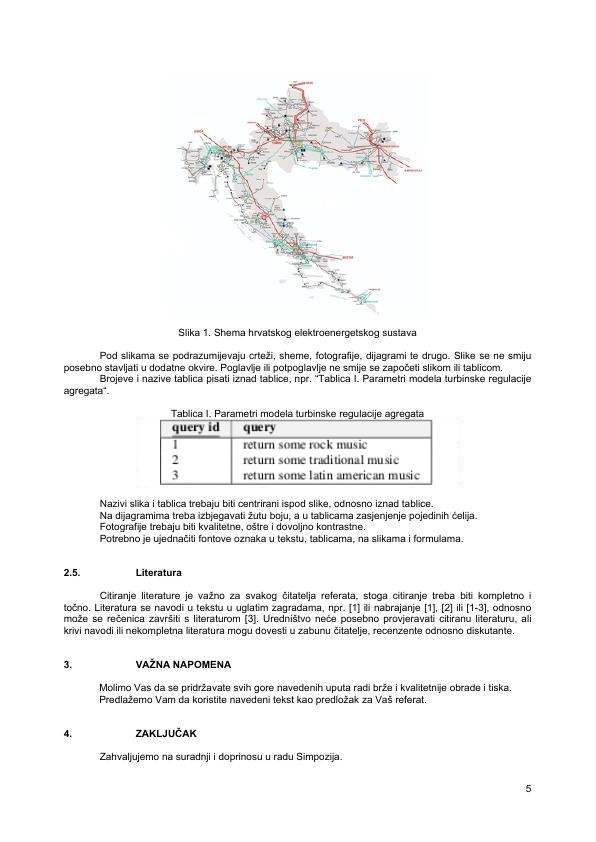 Slika 1. Shema hrvatskog elektroenergetskog sustava
Pod slikama se podrazumijevaju crteži, sheme, fotografije, dijagrami te drugo. Slike se ne smiju
posebno stavljati u dodatne okvire. Poglavlje ili potpoglavlje ne smije se započeti slikom ili tablicom.
Brojeve i nazive tablica pisati iznad tablice, npr. “Tablica I. Parametri modela turbinske regulacije
agregata“.
Tablica I. Parametri modela turbinske regulacije agregata
query id query
1 return some rock music
2 return some traditional music
3 return some latin american music
Nazivi slika i tablica trebaju biti centrirani ispod slike, odnosno iznad tablice.
Na dijagramima treba izbjegavati žutu boju, a u tablicama zasjenjenje pojedinih ćelija.
Fotografije trebaju biti kvalitetne, oštre i dovoljno kontrastne.
Potrebno je ujednačiti fontove oznaka u tekstu, tablicama, na slikama i formulama.
2.5. Literatura
Citiranje literature je važno za svakog čitatelja referata, stoga citiranje treba biti kompletno i
točno. Literatura se navodi u tekstu u uglatim zagradama, npr. [1] ili nabrajanje [1], [2] ili [1-3], odnosno
može se rečenica završiti s literaturom [3]. Uredništvo neće posebno provjeravati citiranu literaturu, ali
krivi navodi ili nekompletna literatura mogu dovesti u zabunu čitatelje, recenzente odnosno diskutante.
3. VAŽNA NAPOMENA
Molimo Vas da se pridržavate svih gore navedenih uputa radi brže i kvalitetnije obrade i tiska.
Predlažemo Vam da koristite navedeni tekst kao predložak za Vaš referat.
4. ZAKLJUČAK
Zahvaljujemo na suradnji i doprinosu u radu Simpozija.
5